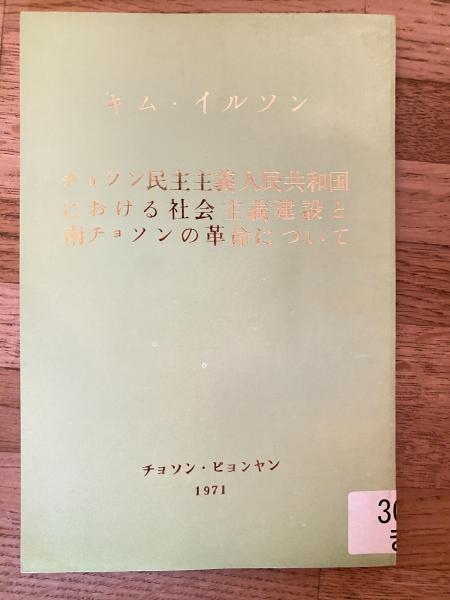 キム・イルソン
チョソン民主主義人民共和国
における社会主義建設と
南チョソンの革命について
チョソン・ピョンヤン
1971
30